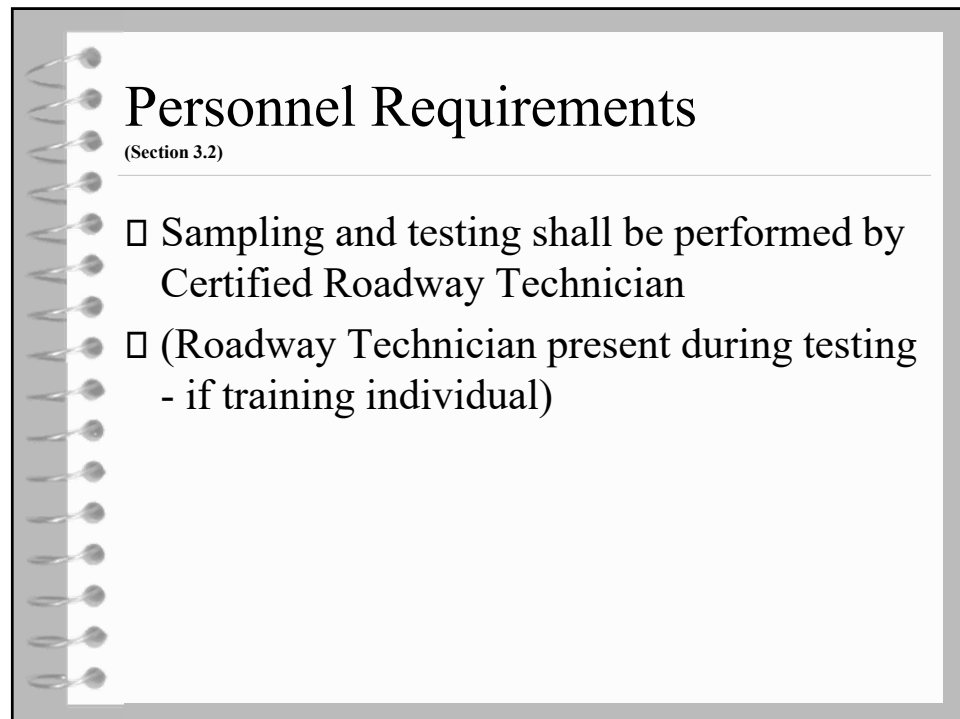 Personnel Requirements
(Section 3.2)
Sampling and testing shall be performed by
Certified Roadway Technician
(Roadway Technician present during testing
- if training individual)